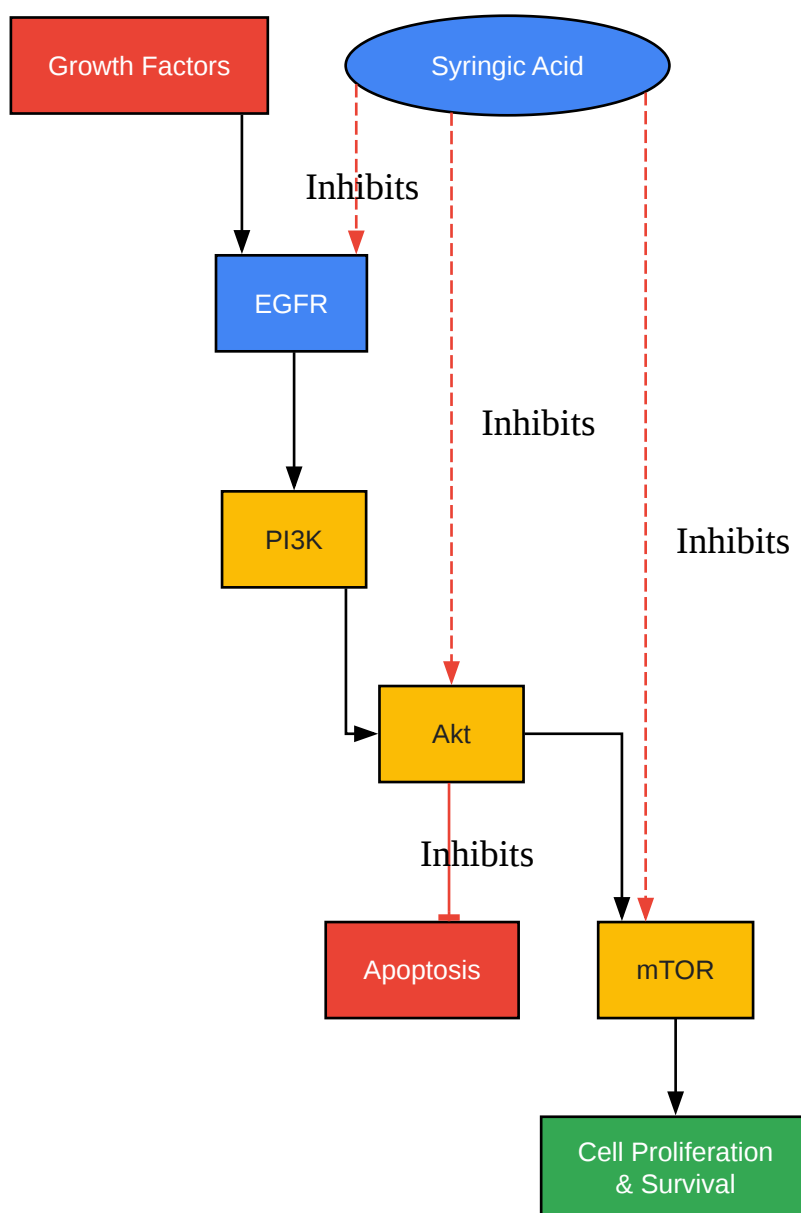 Growth Factors
Syringic Acid
Inhibits
EGFR
Inhibits
PI3K
Inhibits
Akt
Inhibits
Apoptosis
mTOR
Cell Proliferation
& Survival